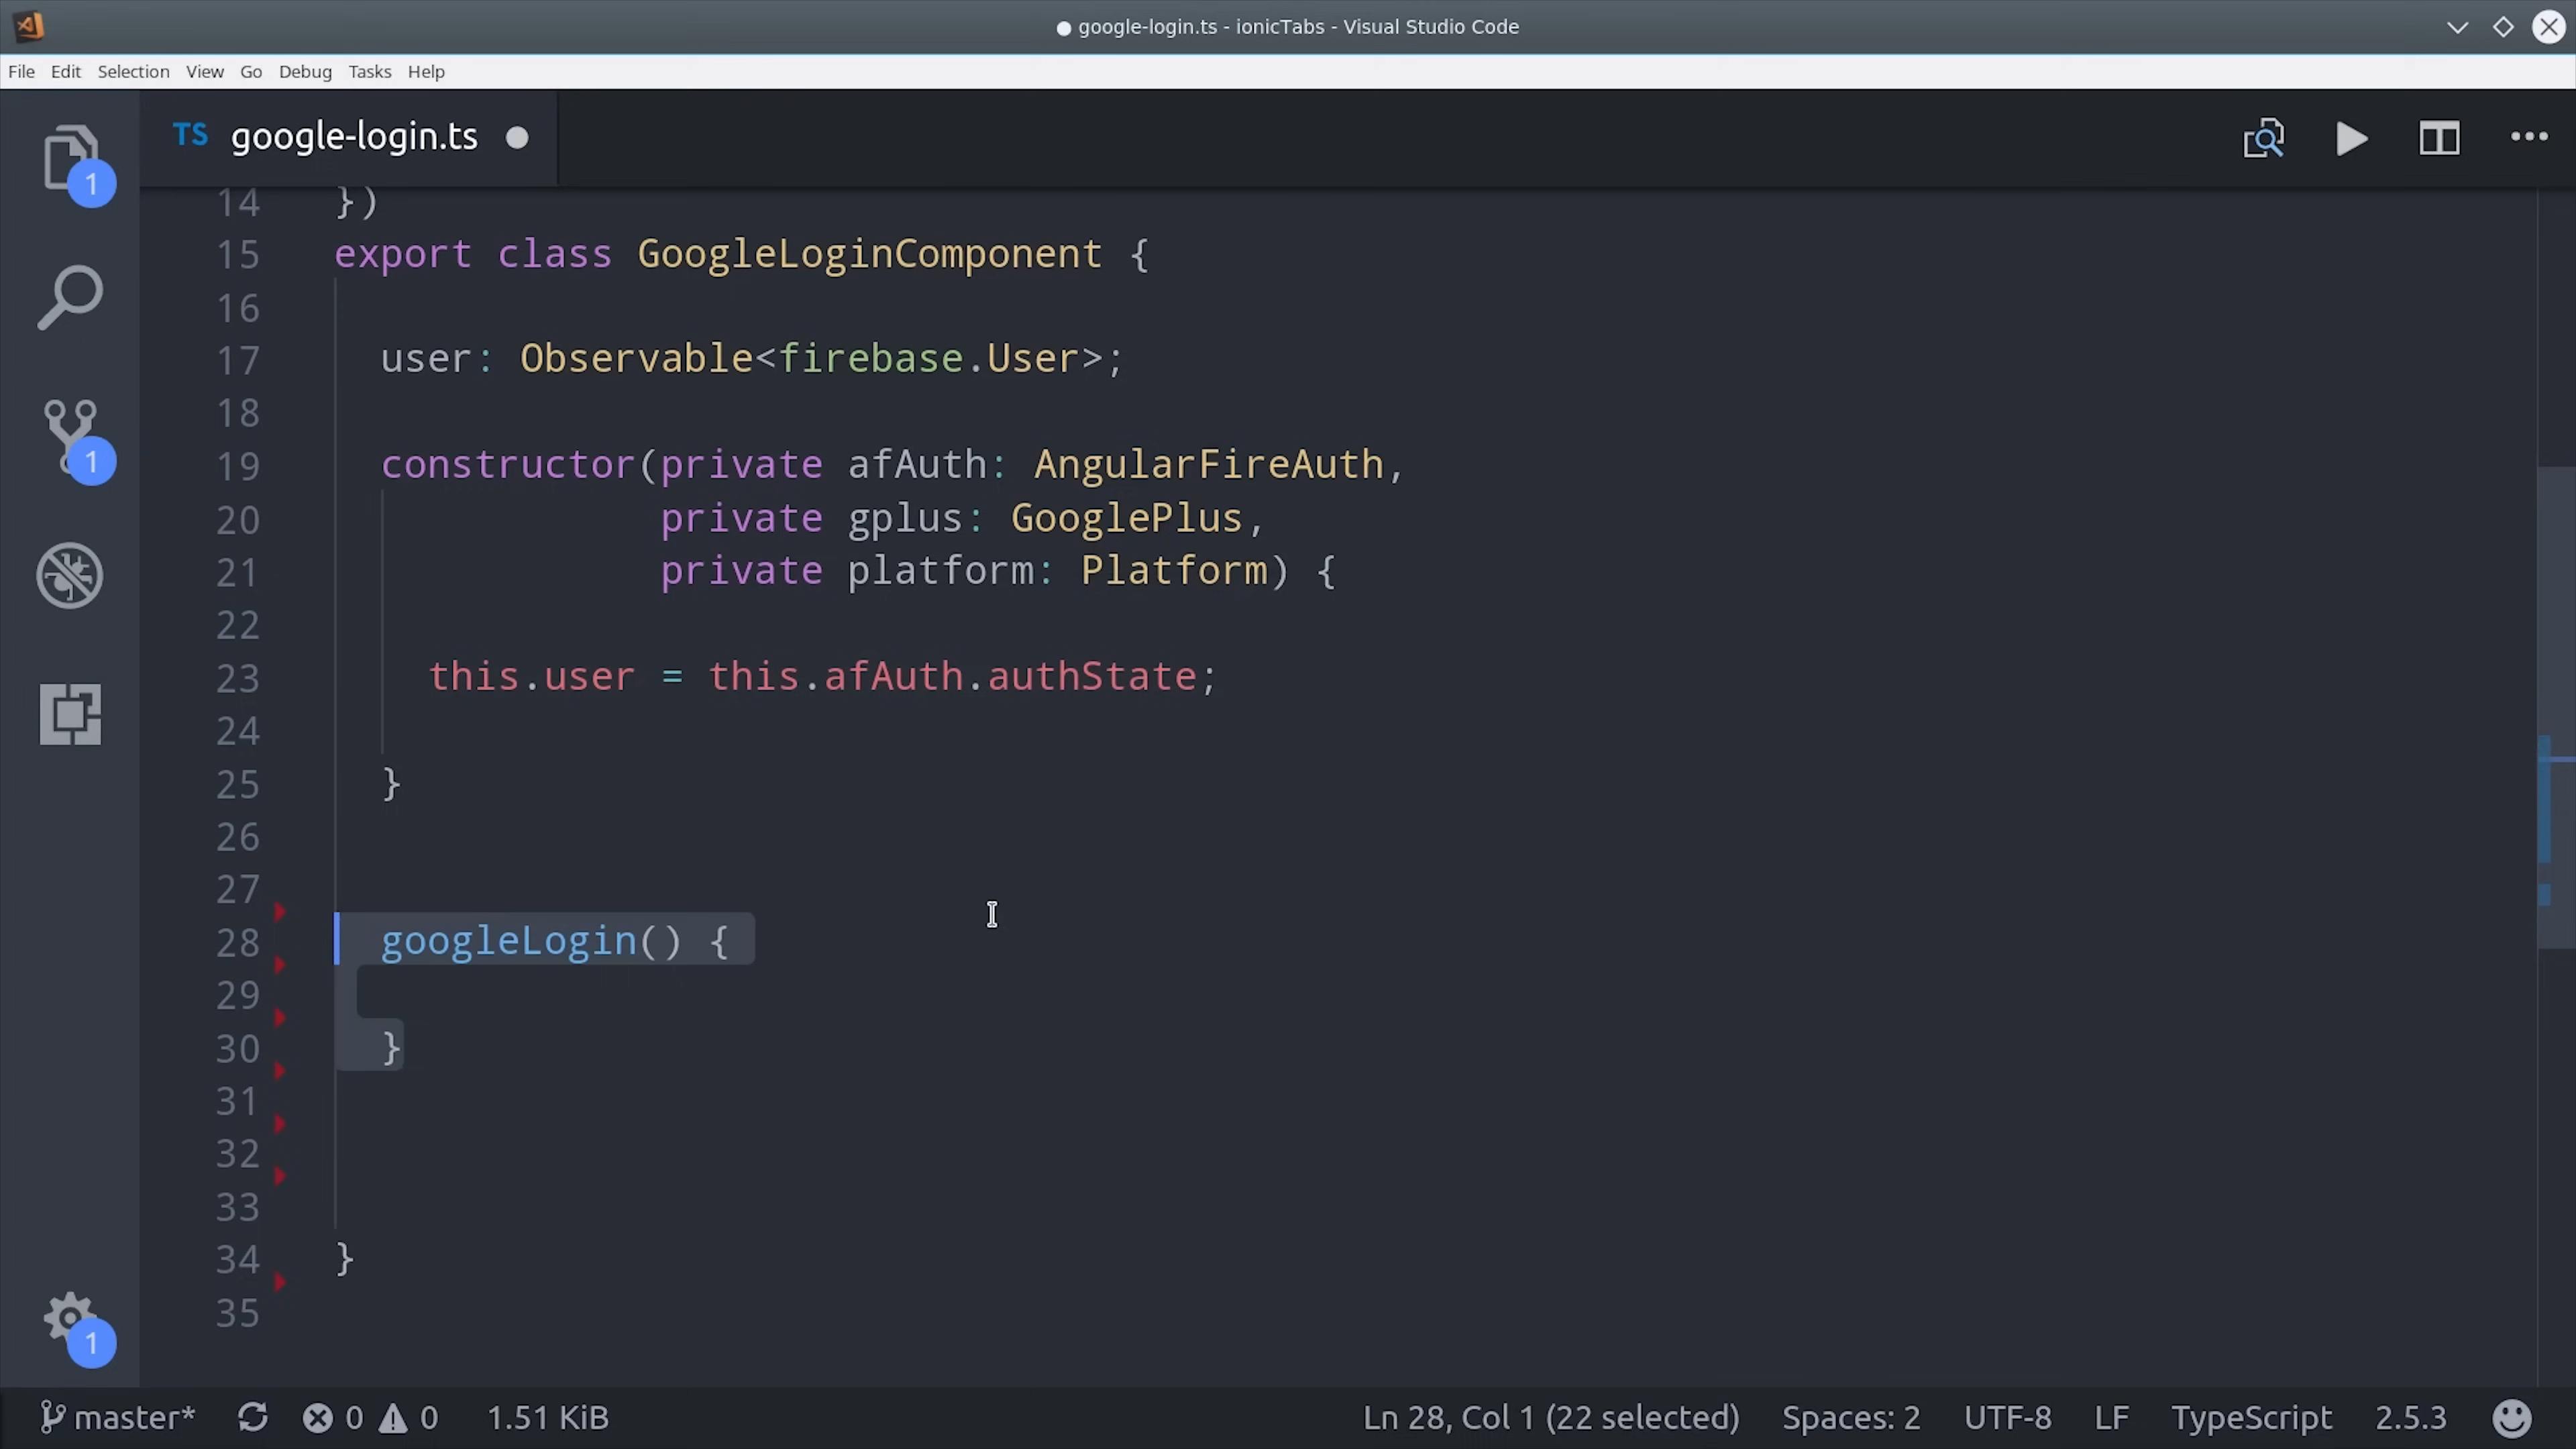 google-login.ts - ionicTabs - Visual Studio Code
File Edit Selection View Go Debug Tasks Help
1
TS google-login.ts
14 })
15 export class GoogleLoginComponent {
16
17 user: Observable<firebase.User>;
18
19 constructor(private afAuth: AngularFireAuth,
1
20 private gplus: GooglePlus,
21 private platform: Platform) {
22
23 this.user = this.afAuth.authState;
24
25 }
26
27
28 googleLogin() {
29
30 }
31
32
33
34 }
35
1
master* 0 0 1.51 KiB Ln 28, Col 1 (22 selected) Spaces: 2 UTF-8 LF TypeScript 2.5.3